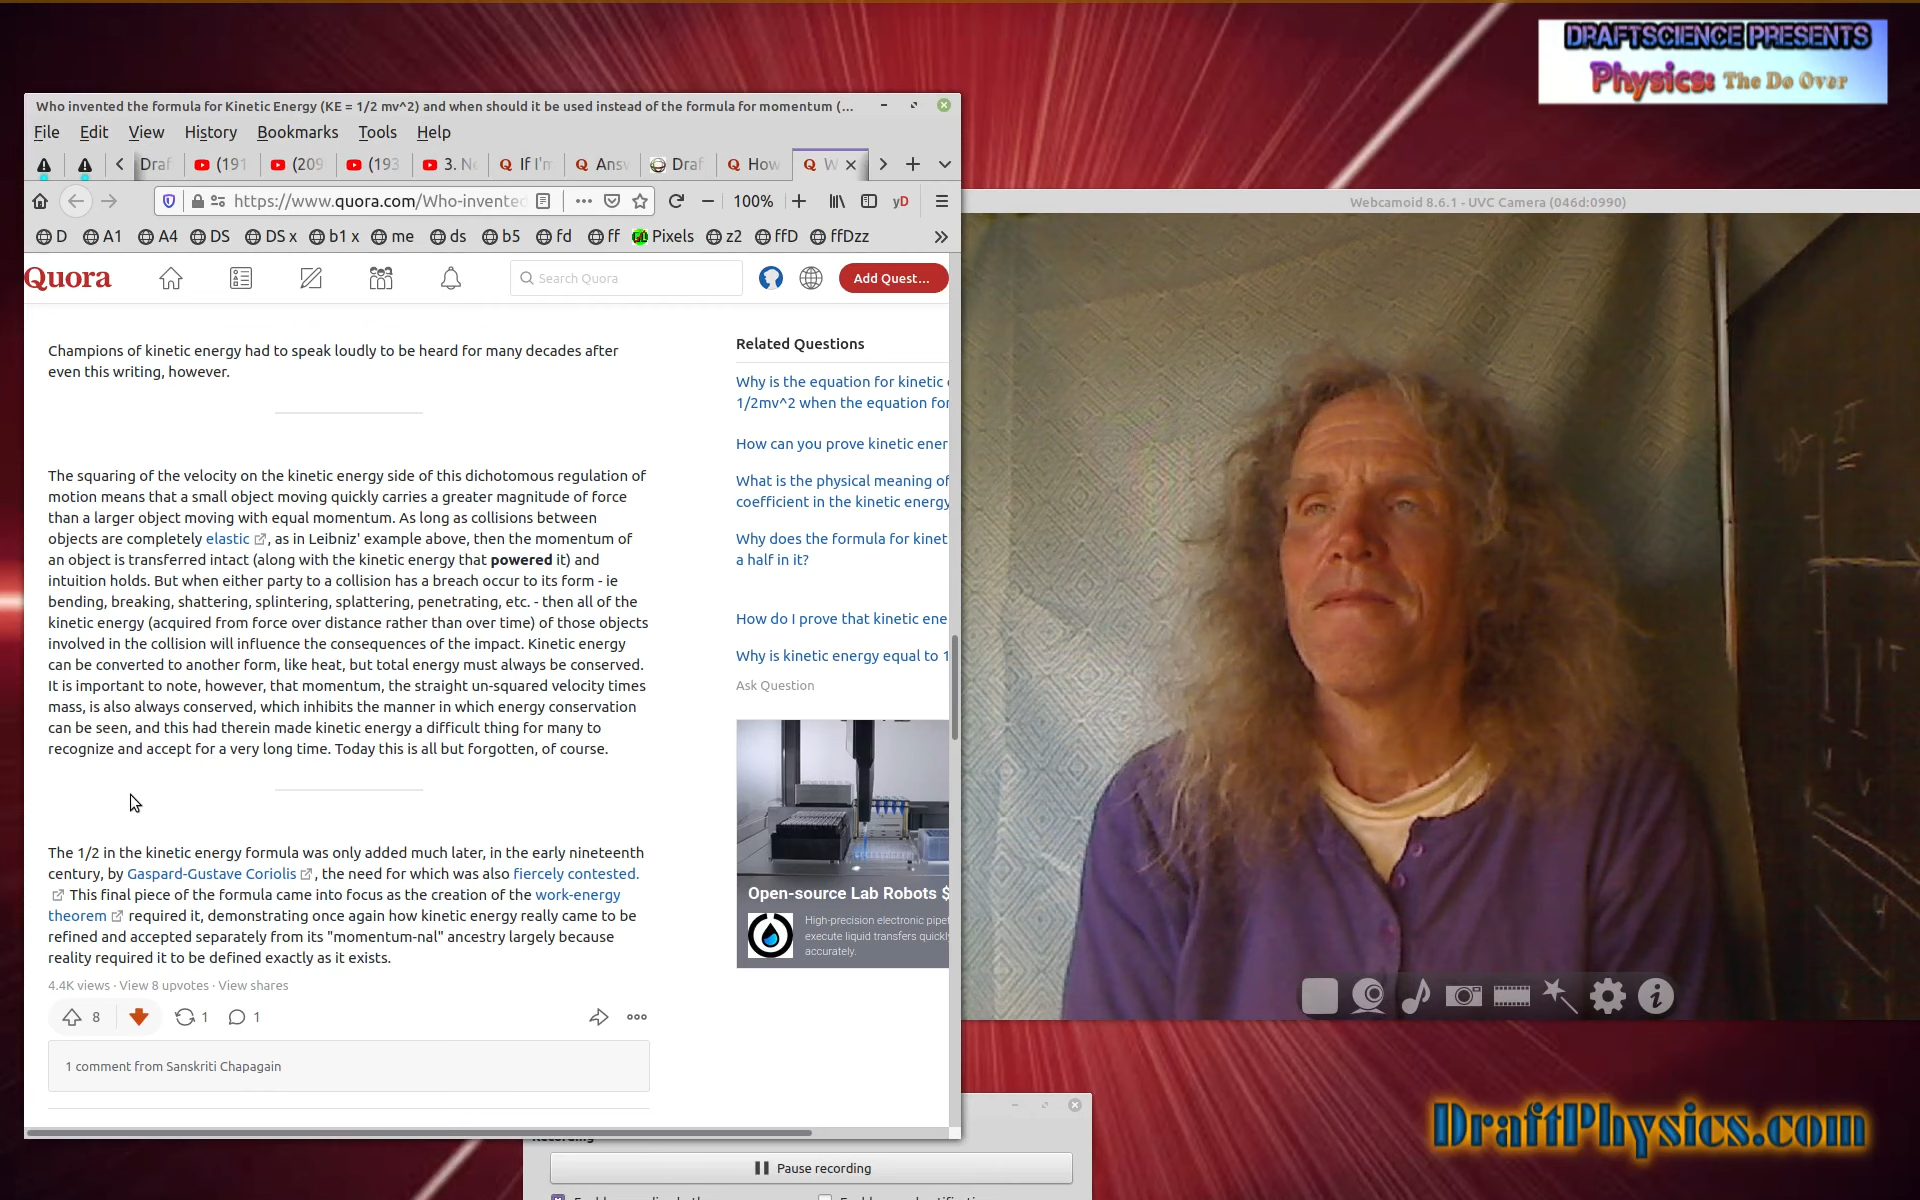 DRAFTSCIENCE PRESENTS
Physics: The Do Over
Who invented the formula for Kinetic Energy (KE = 1/2 mv^2) and when should it be used instead of the formula for momentum (...
File Edit View History Bookmarks Tools Help
Draf (191 (209 (193 3. Ne If I'm Answ Draf How W
https://www.quora.com/Who-invented 100% yD
D A1 A4 DS DS x b1 x me ds b5 fd ff Pixels z2 ffD ffDzz
Webcamoid 8.6.1 - UVC Camera (046d:0990)
Quora Search Quora Add Quest...
Champions of kinetic energy had to speak loudly to be heard for many decades after
even this writing, however.
The squaring of the velocity on the kinetic energy side of this dichotomous regulation of
motion means that a small object moving quickly carries a greater magnitude of force
than a larger object moving with equal momentum. As long as collisions between
objects are completely elastic, as in Leibniz' example above, then the momentum of
an object is transferred intact (along with the kinetic energy that powered it) and
intuition holds. But when either party to a collision has a breach occur to its form - ie
bending, breaking, shattering, splintering, splattering, penetrating, etc. - then all of the
kinetic energy (acquired from force over distance rather than over time) of those objects
involved in the collision will influence the consequences of the impact. Kinetic energy
can be converted to another form, like heat, but total energy must always be conserved.
It is important to note, however, that momentum, the straight un-squared velocity times
mass, is also always conserved, which inhibits the manner in which energy conservation
can be seen, and this had therein made kinetic energy a difficult thing for many to
recognize and accept for a very long time. Today this is all but forgotten, of course.
The 1/2 in the kinetic energy formula was only added much later, in the early nineteenth
century, by Gaspard-Gustave Coriolis, the need for which was also fiercely contested.
This final piece of the formula came into focus as the creation of the work-energy
theorem required it, demonstrating once again how kinetic energy really came to be
refined and accepted separately from its "momentum-nal" ancestry largely because
reality required it to be defined exactly as it exists.
4.4K views · View 8 upvotes · View shares
8 1 1
1 comment from Sanskriti Chapagain
Related Questions
Why is the equation for kinetic
1/2mv^2 when the equation for
How can you prove kinetic ener
What is the physical meaning of
coefficient in the kinetic energy
Why does the formula for kinet
a half in it?
How do I prove that kinetic ene
Why is kinetic energy equal to 1
Ask Question
Open-source Lab Robots $
High-precision electronic pipet
execute liquid transfers quickly
accurately.
Pause recording
DraftPhysics.com